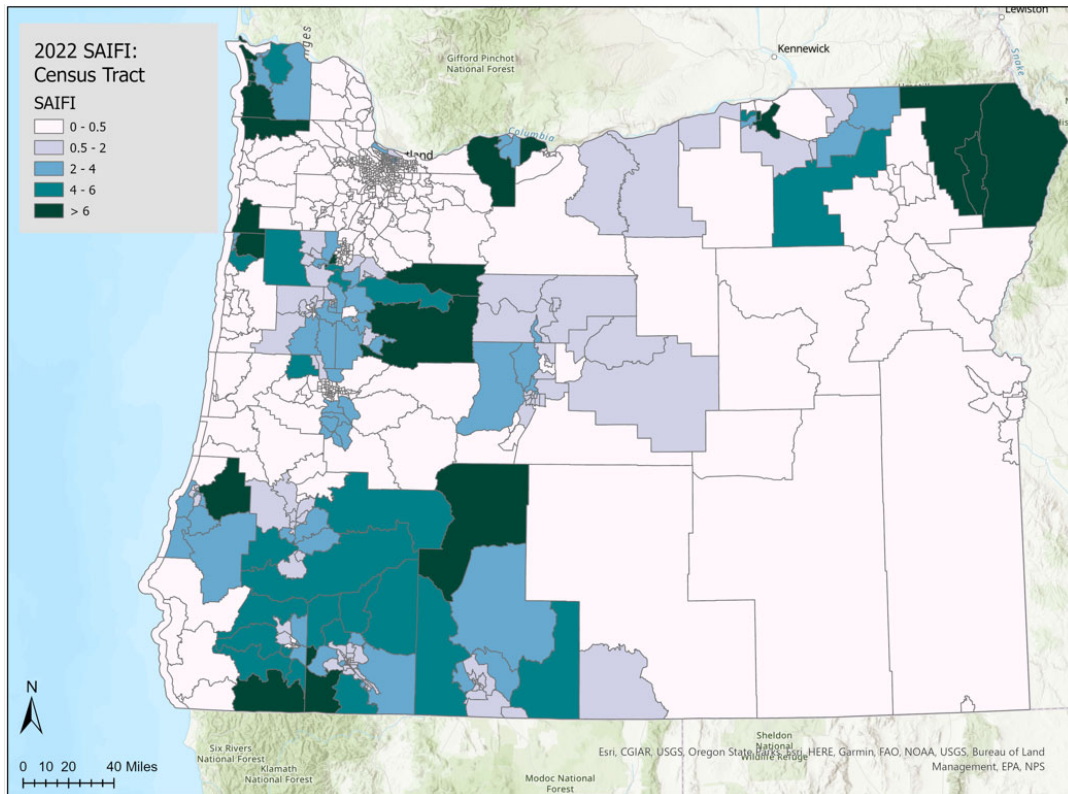 Lewiston
2022 SAIFI:
Census Tract
SAIFI
0 - 0.5
0.5 - 2
2 - 4
4 - 6
> 6
Gifford Pinchot
National Forest
Kennewick
Snake
Columbia
N
0 10 20 40 Miles
Six Rivers
National Forest
Klamath
National Forest
Modoc National
Forest
Sheldon
National
Wildlife Refuge
Esri, CGIAR, USGS, Oregon State Parks, Esri, HERE, Garmin, FAO, NOAA, USGS, Bureau of Land
Management, EPA, NPS